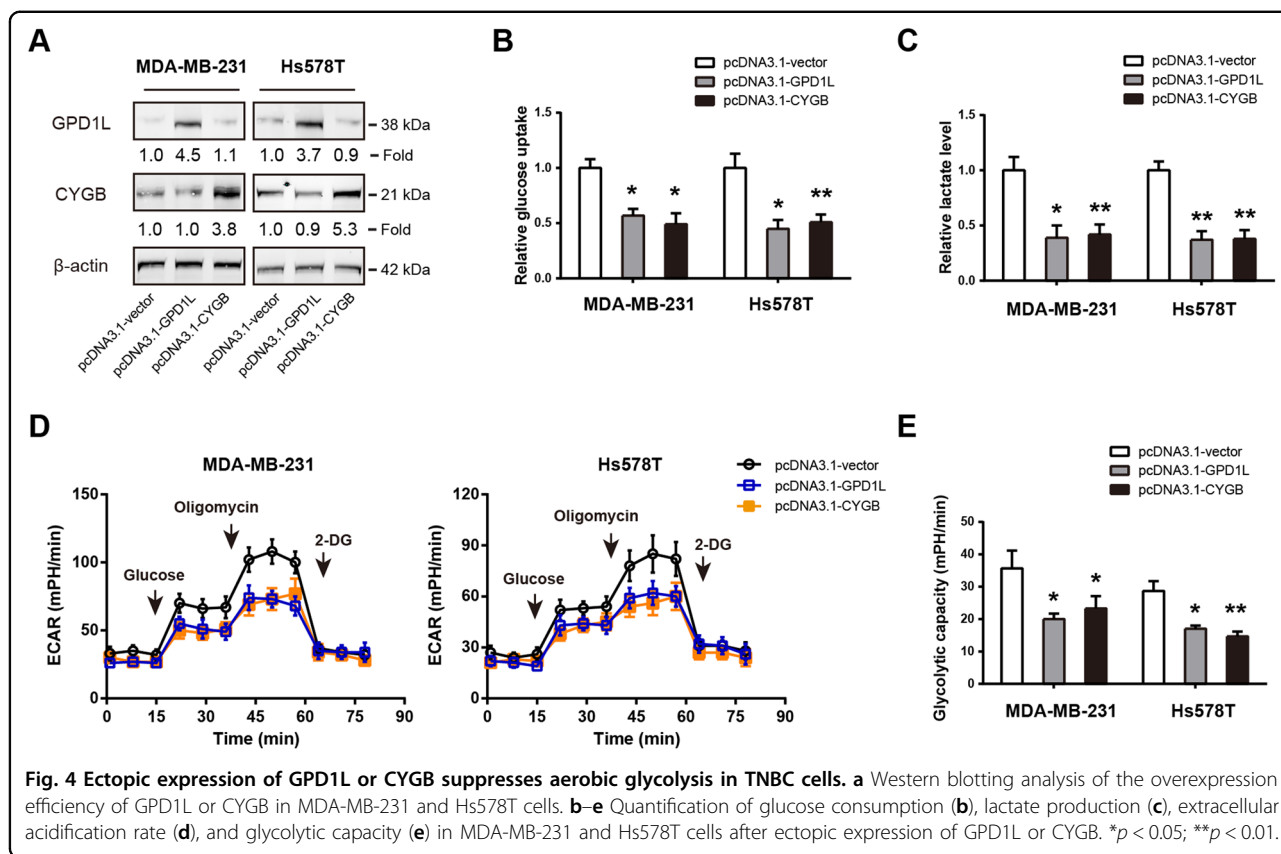 A
MDA-MB-231 Hs578T
GPD1L
38 kDa
1.0 4.5 1.1 1.0 3.7 0.9 Fold
CYGB
21 kDa
1.0 1.0 3.8 1.0 0.9 5.3 Fold
β-actin
42 kDa
pcDNA3.1-vector
pcDNA3.1-GPD1L
pcDNA3.1-CYGB
pcDNA3.1-vector
pcDNA3.1-GPD1L
pcDNA3.1-CYGB
B
pcDNA3.1-vector
pcDNA3.1-GPD1L
pcDNA3.1-CYGB
Relative glucose uptake
1.5
1.0
0.5
0.0
* * * **
MDA-MB-231 Hs578T
C
pcDNA3.1-vector
pcDNA3.1-GPD1L
pcDNA3.1-CYGB
Relative lactate level
1.5
1.0
0.5
0.0
* ** ** **
MDA-MB-231 Hs578T
D
MDA-MB-231
ECAR (mPH/min)
150
100
50
0
Glucose
Oligomycin
2-DG
0 15 30 45 60 75 90
Time (min)
Hs578T
ECAR (mPH/min)
120
90
60
30
0
Glucose
Oligomycin
2-DG
0 15 30 45 60 75 90
Time (min)
pcDNA3.1-vector
pcDNA3.1-GPD1L
pcDNA3.1-CYGB
E
pcDNA3.1-vector
pcDNA3.1-GPD1L
pcDNA3.1-CYGB
Glycolytic capacity (mPH/min)
50
40
30
20
10
0
* * * **
MDA-MB-231 Hs578T
Fig. 4 Ectopic expression of GPD1L or CYGB suppresses aerobic glycolysis in TNBC cells. a Western blotting analysis of the overexpression
efficiency of GPD1L or CYGB in MDA-MB-231 and Hs578T cells. b–e Quantification of glucose consumption (b), lactate production (c), extracellular
acidification rate (d), and glycolytic capacity (e) in MDA-MB-231 and Hs578T cells after ectopic expression of GPD1L or CYGB. *p < 0.05; **p < 0.01.